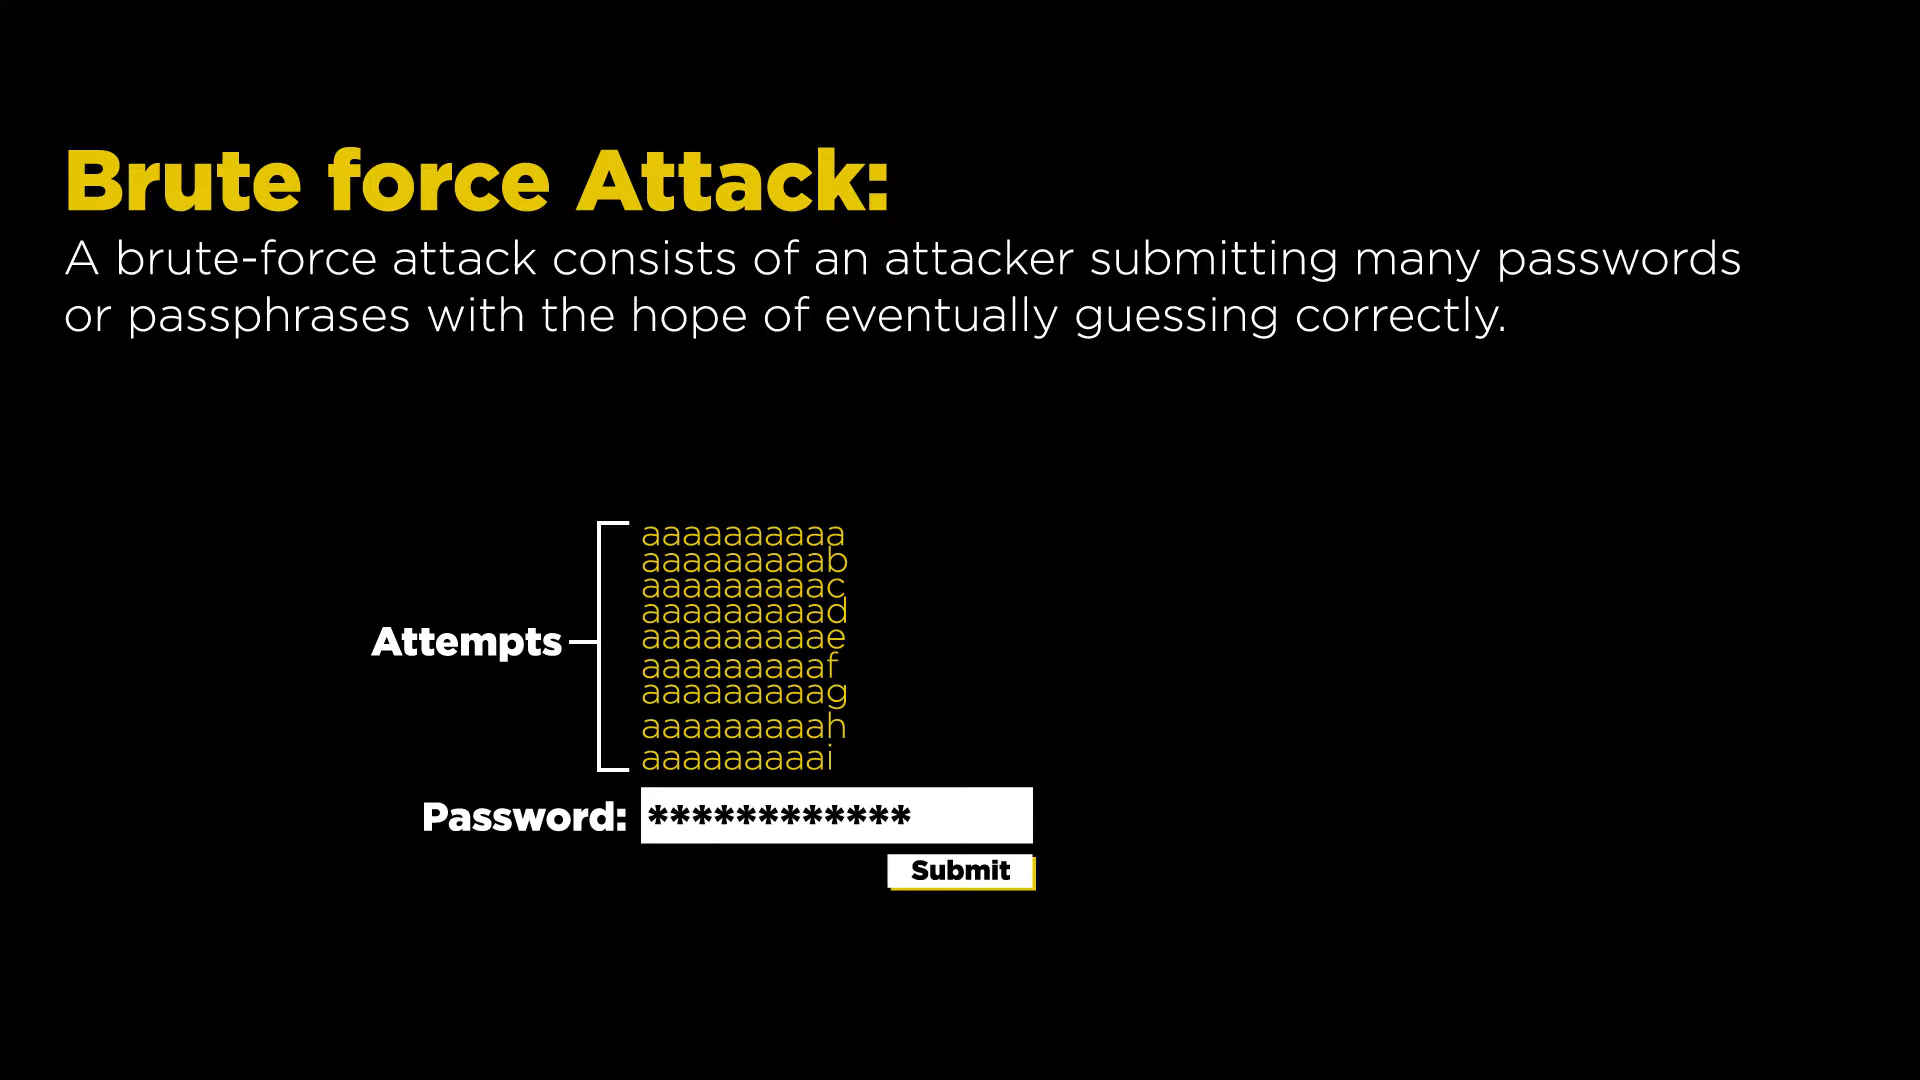 Brute force Attack:
A brute-force attack consists of an attacker submitting many passwords
or passphrases with the hope of eventually guessing correctly.
Attempts
aaaaaaaaaa
aaaaaaaaab
aaaaaaaaac
aaaaaaaaad
aaaaaaaaae
aaaaaaaaaf
aaaaaaaaag
aaaaaaaaah
aaaaaaaaai
Password: ************
Submit